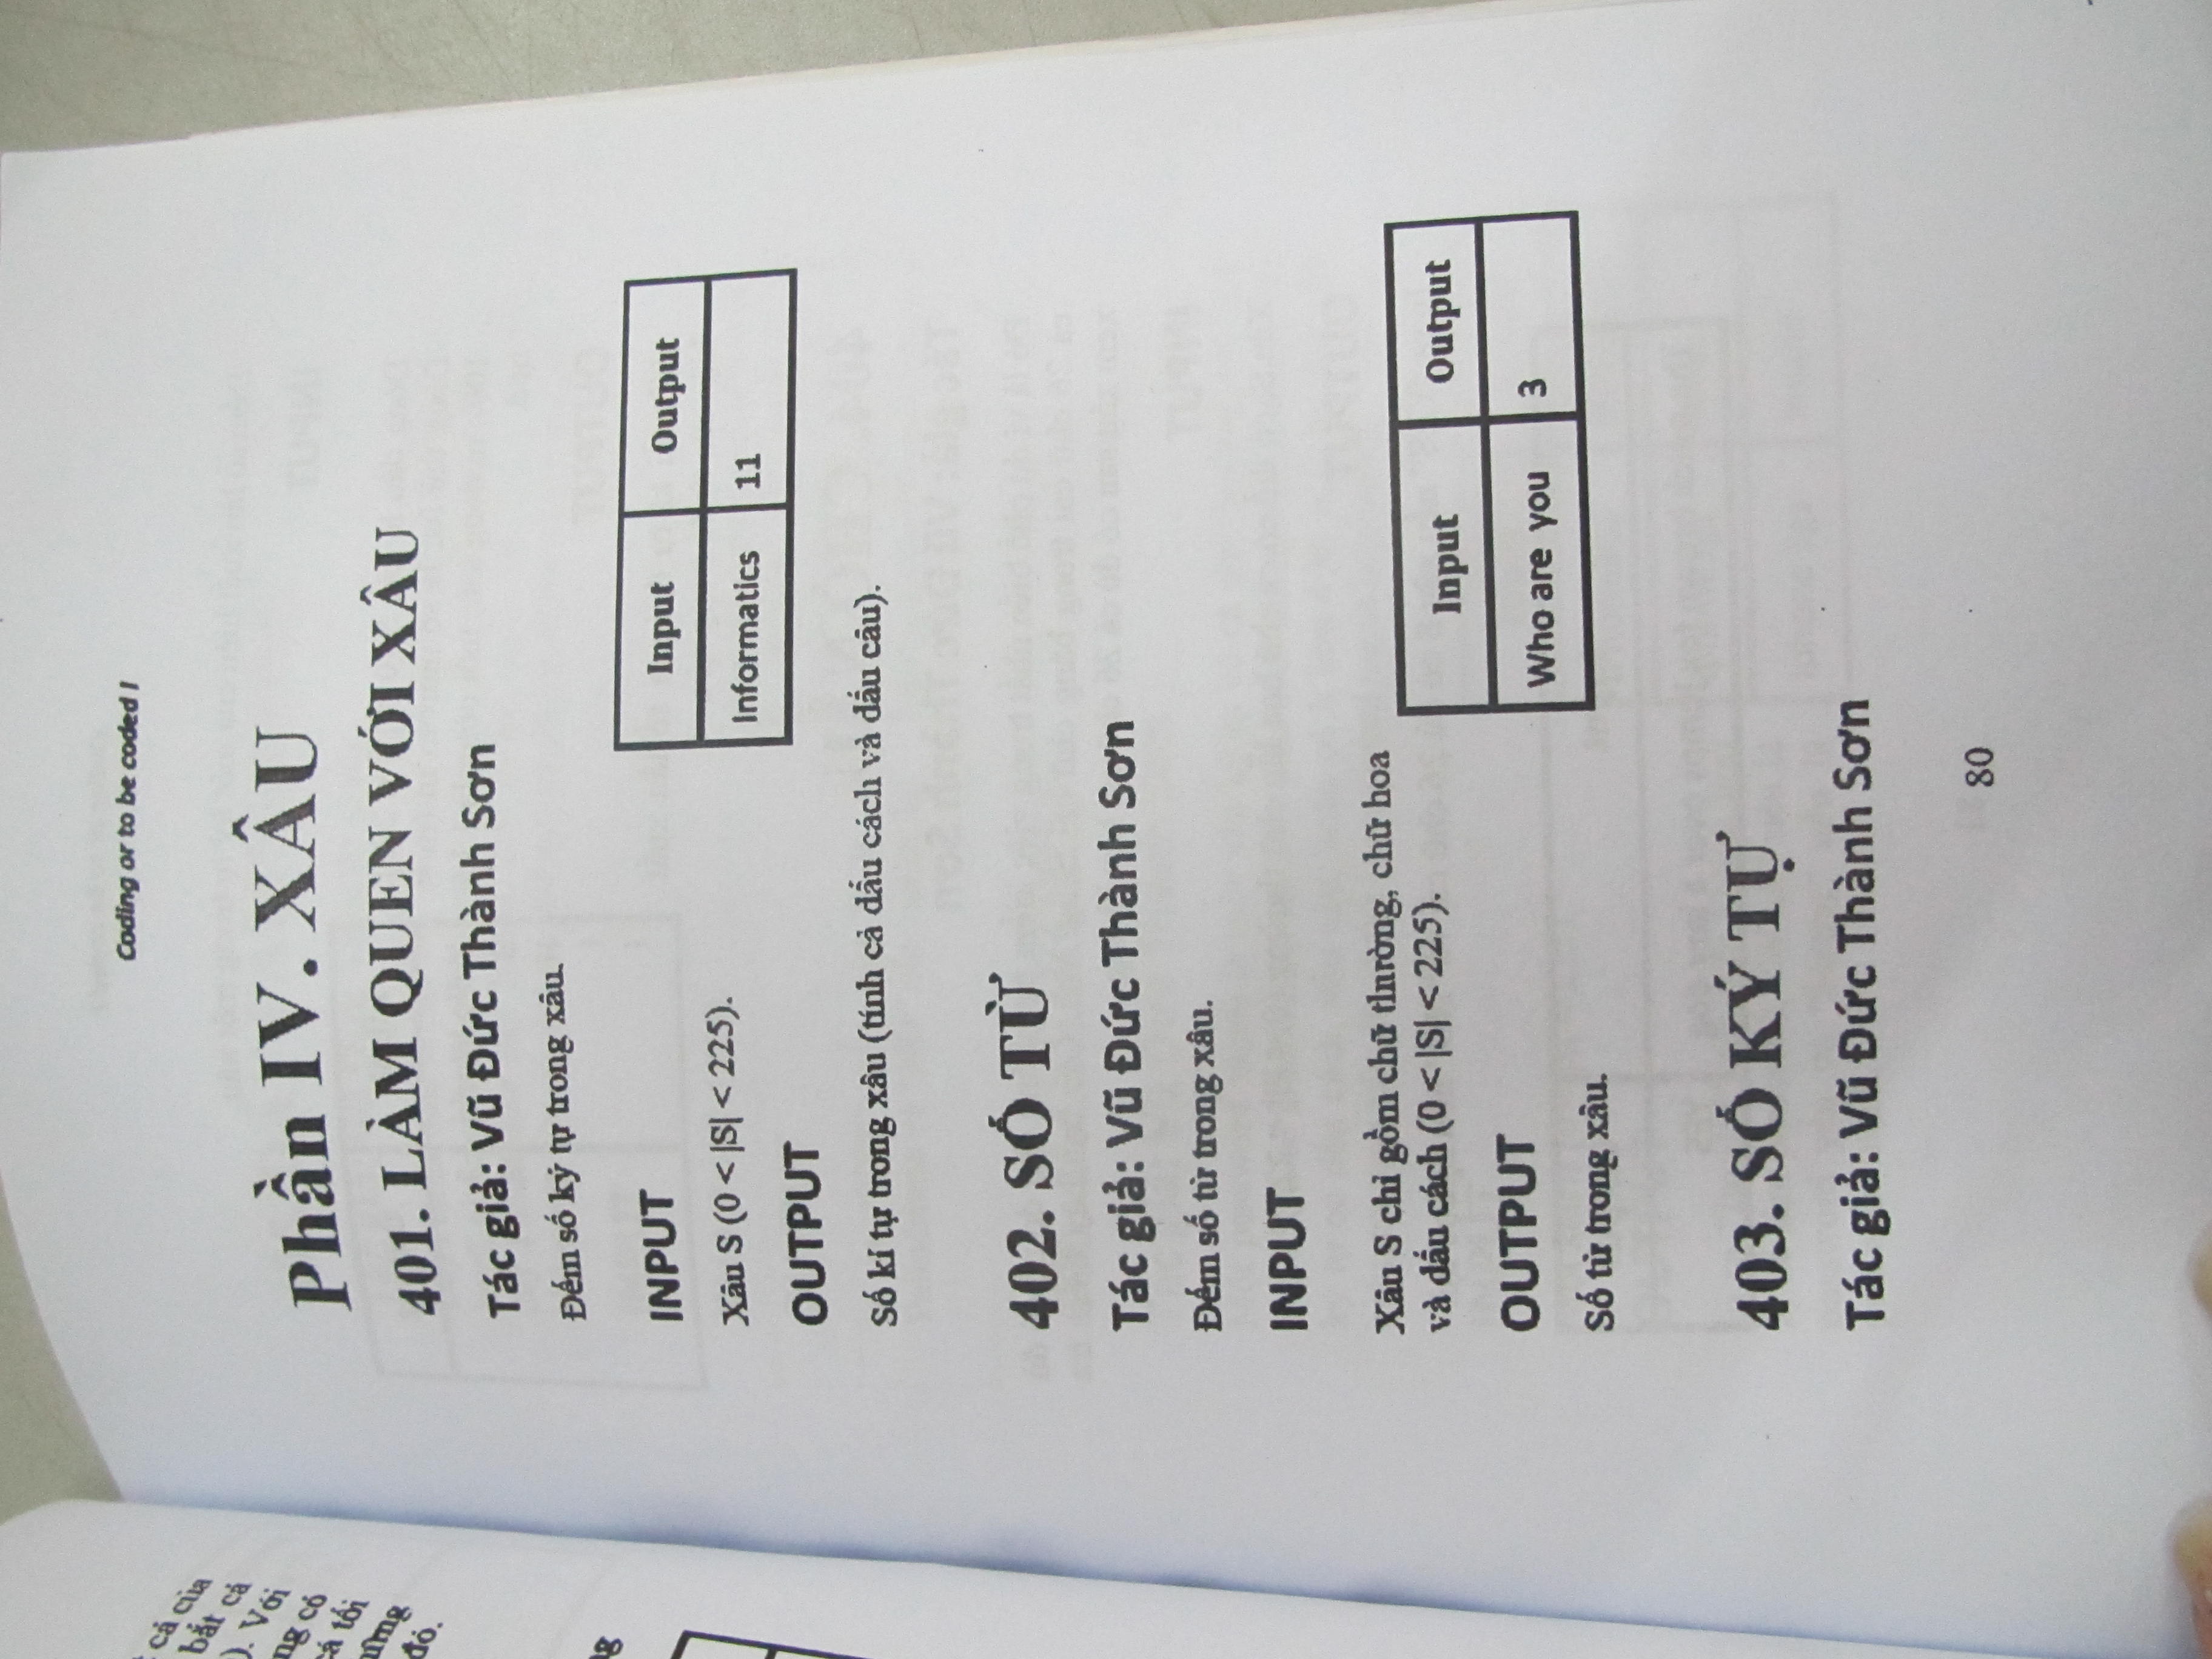 cá của
bắt cá
). Với
ng có
cá tối
đó.
Coding or to be coded !
Phần IV. XÂU
401. LÀM QUEN VỚI XÂU
Tác giả: Vũ Đức Thành Sơn
Đếm số ký tự trong xâu.
INPUT
Xâu S (0 < |S| < 225).
Input Output
Informatics 11
OUTPUT
Số kí tự trong xâu (tính cả dấu cách và dấu câu).
402. SỐ TỪ
Tác giả: Vũ Đức Thành Sơn
Đếm số từ trong xâu.
INPUT
Xâu S chỉ gồm chữ thường, chữ hoa
và dấu cách (0 < |S| < 225).
Input Output
Who are  you 3
OUTPUT
Số từ trong xâu.
403. SỐ KÝ TỰ
Tác giả: Vũ Đức Thành Sơn
80